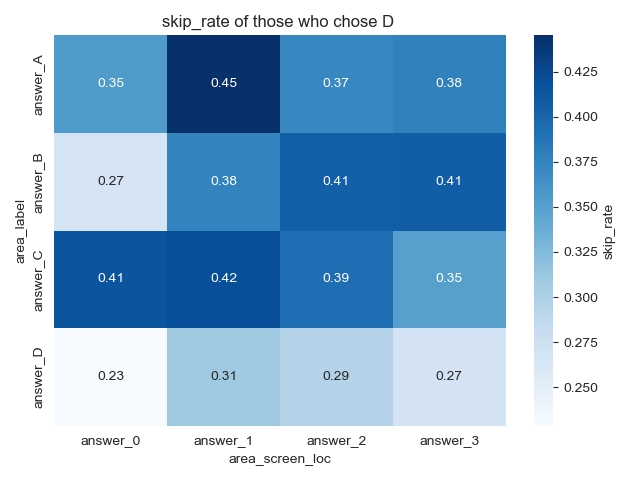 skip_rate of those who chose D
answer_A
0.35 0.45 0.37 0.38
answer_B
0.27 0.38 0.41 0.41
answer_C
0.41 0.42 0.39 0.35
answer_D
0.23 0.31 0.29 0.27
area_label
answer_0 answer_1 answer_2 answer_3
area_screen_loc
0.425
0.400
0.375
0.350
0.325
0.300
0.275
0.250
skip_rate